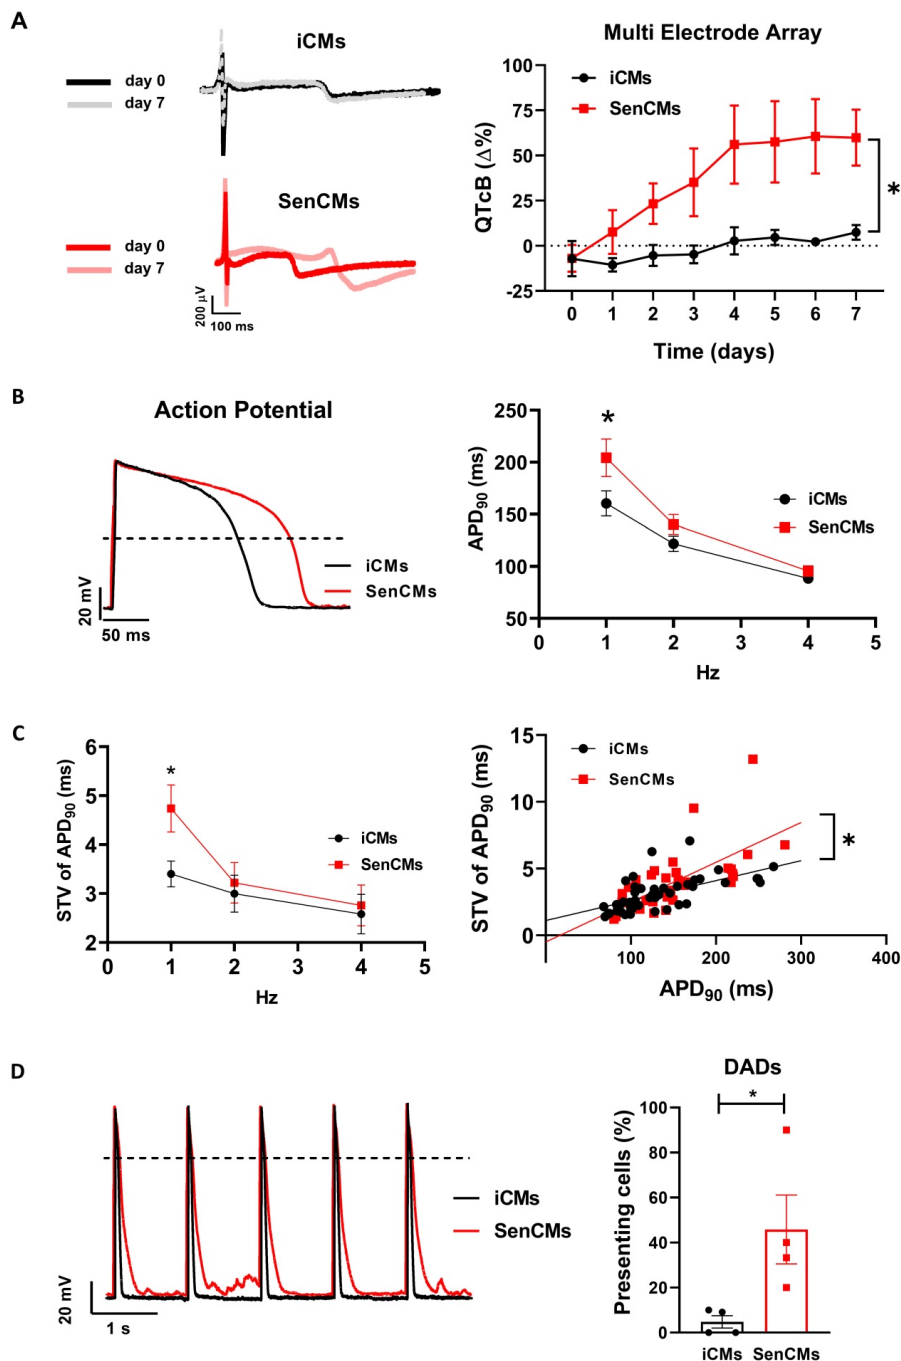 A
iCMs
day 0
day 7
SenCMs
day 0
day 7
200 μV
100 ms
Multi Electrode Array
iCMs
SenCMs
QTcB (Δ%)
100
75
50
25
0
-25
*
0 1 2 3 4 5 6 7
Time (days)
B
Action Potential
iCMs
SenCMs
20 mV
50 ms
APD90 (ms)
250
200
150
100
50
*
iCMs
SenCMs
0 1 2 3 4 5
Hz
C
STV of APD90 (ms)
6
5
4
3
2
*
iCMs
SenCMs
0 1 2 3 4 5
Hz
STV of APD90 (ms)
15
10
5
0
iCMs
SenCMs
*
100 200 300 400
APD90 (ms)
D
iCMs
SenCMs
20 mV
1 s
DADs
*
Presenting cells (%)
100
80
60
40
20
0
iCMs SenCMs